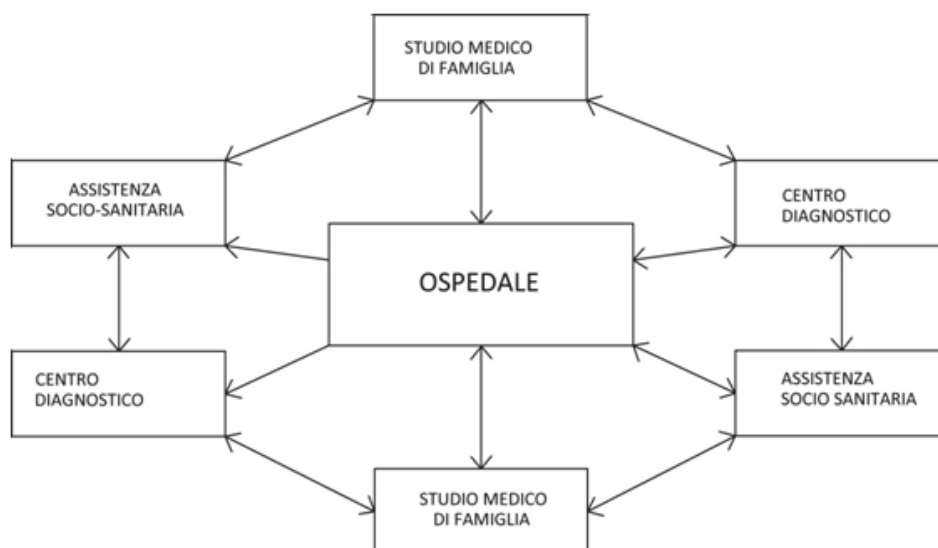 STUDIO MEDICO
DI FAMIGLIA
ASSISTENZA
SOCIO-SANITARIA
CENTRO
DIAGNOSTICO
OSPEDALE
CENTRO
DIAGNOSTICO
ASSISTENZA
SOCIO SANITARIA
STUDIO MEDICO
DI FAMIGLIA